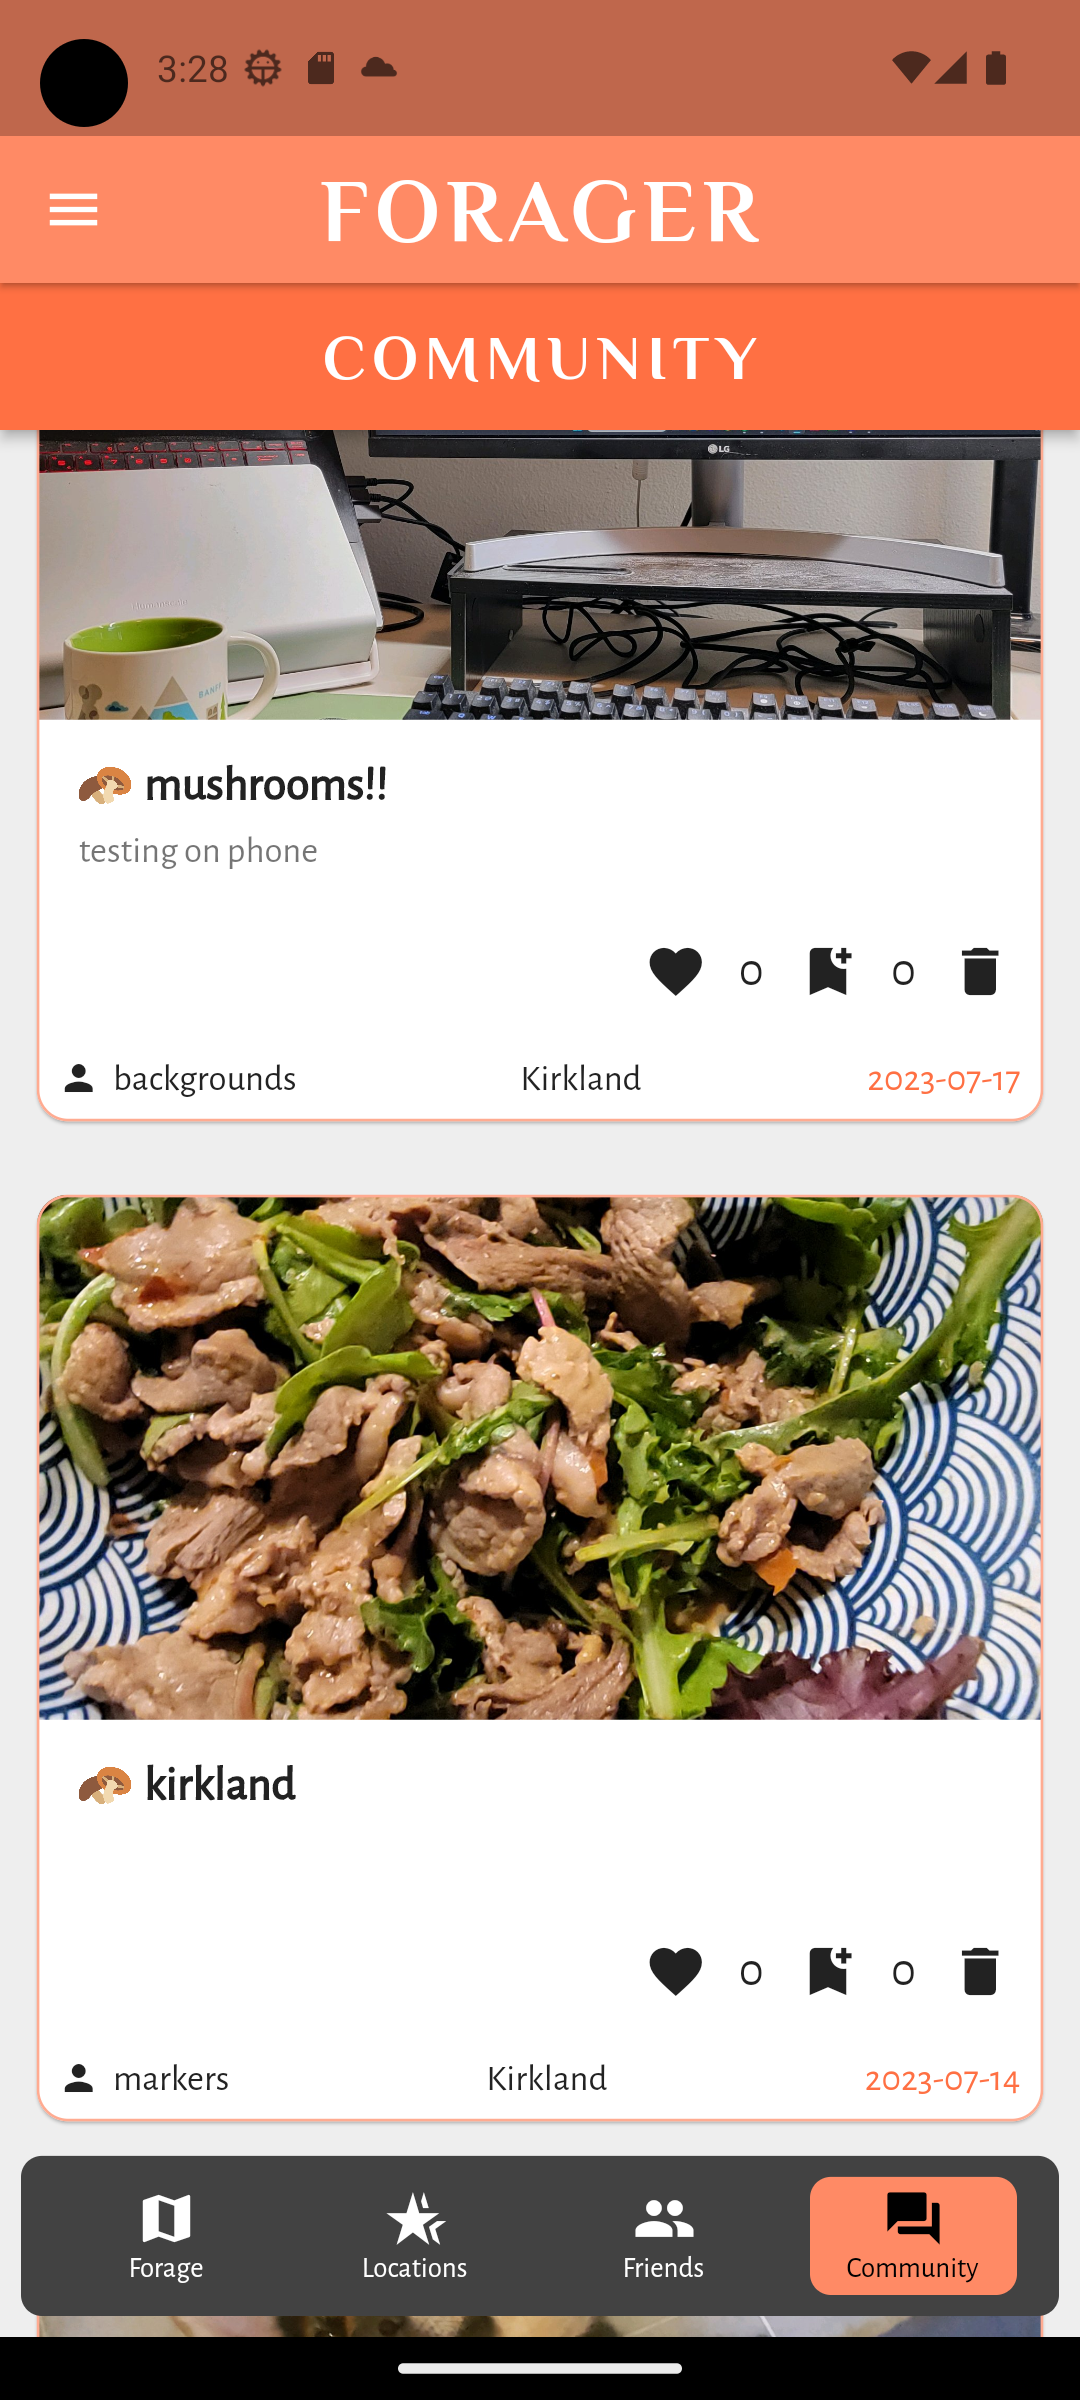 3:28
FORAGER
COMMUNITY
LG
BANFF
mushrooms!!
testing on phone
0
0
backgrounds
Kirkland
2023-07-17
kirkland
0
0
markers
Kirkland
2023-07-14
Forage
Locations
Friends
Community